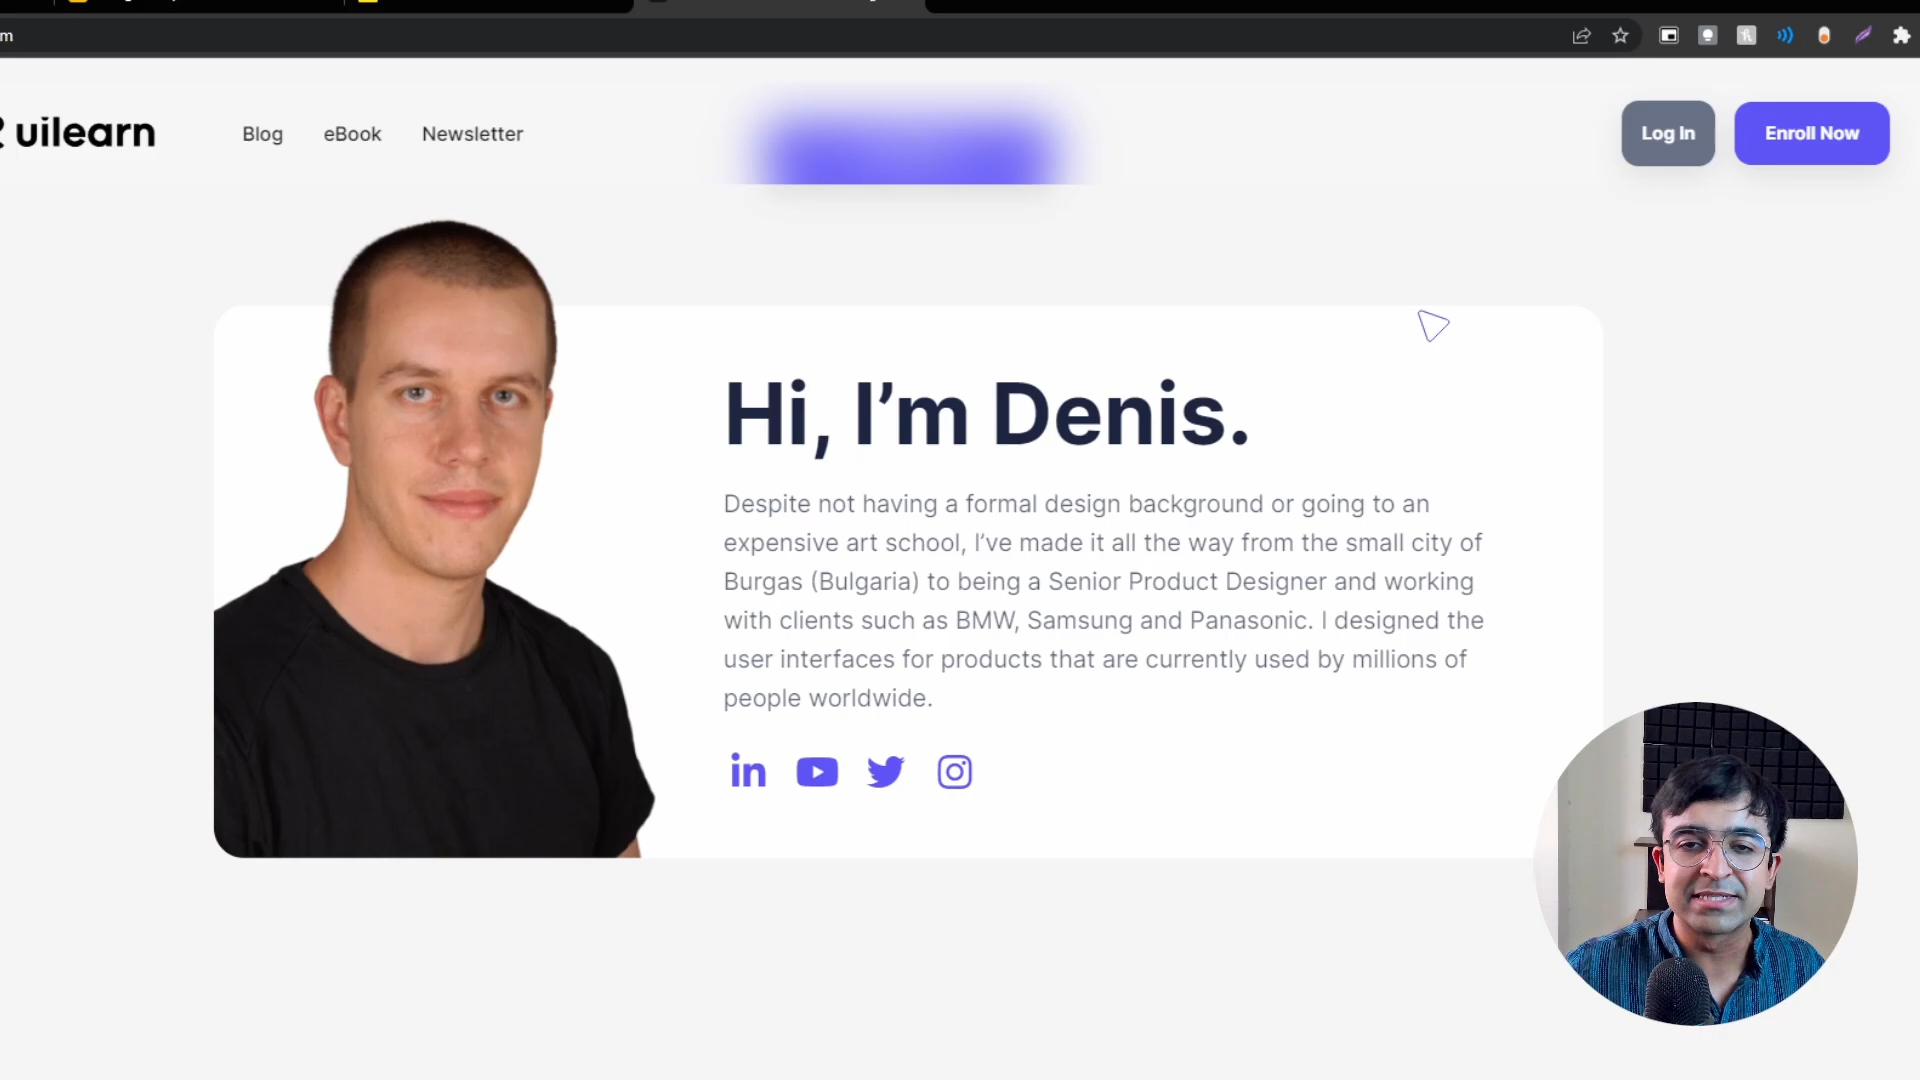 m
uilearn
Blog
eBook
Newsletter
Log In
Enroll Now
Hi, I’m Denis.
Despite not having a formal design background or going to an
expensive art school, I’ve made it all the way from the small city of
Burgas (Bulgaria) to being a Senior Product Designer and working
with clients such as BMW, Samsung and Panasonic. I designed the
user interfaces for products that are currently used by millions of
people worldwide.
in